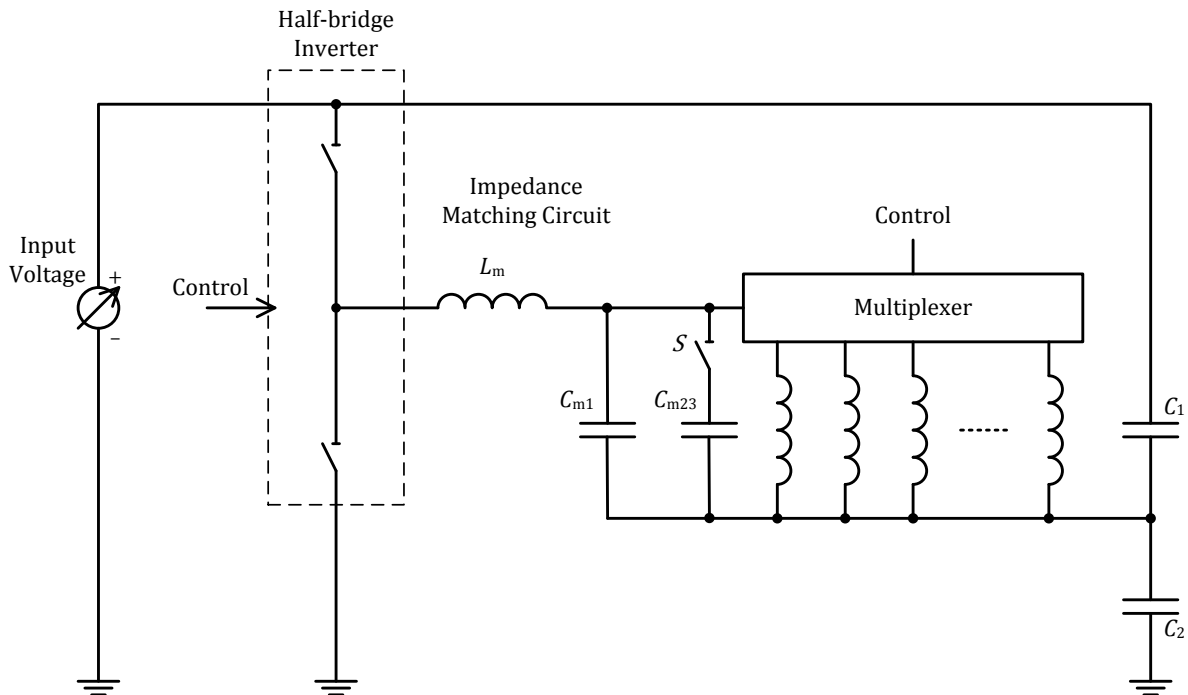 Half-bridge
Inverter
Impedance
Matching Circuit
Control
Input
Voltage
+
−
Control
Lm
Multiplexer
S
Cm1
Cm23
C1
C2